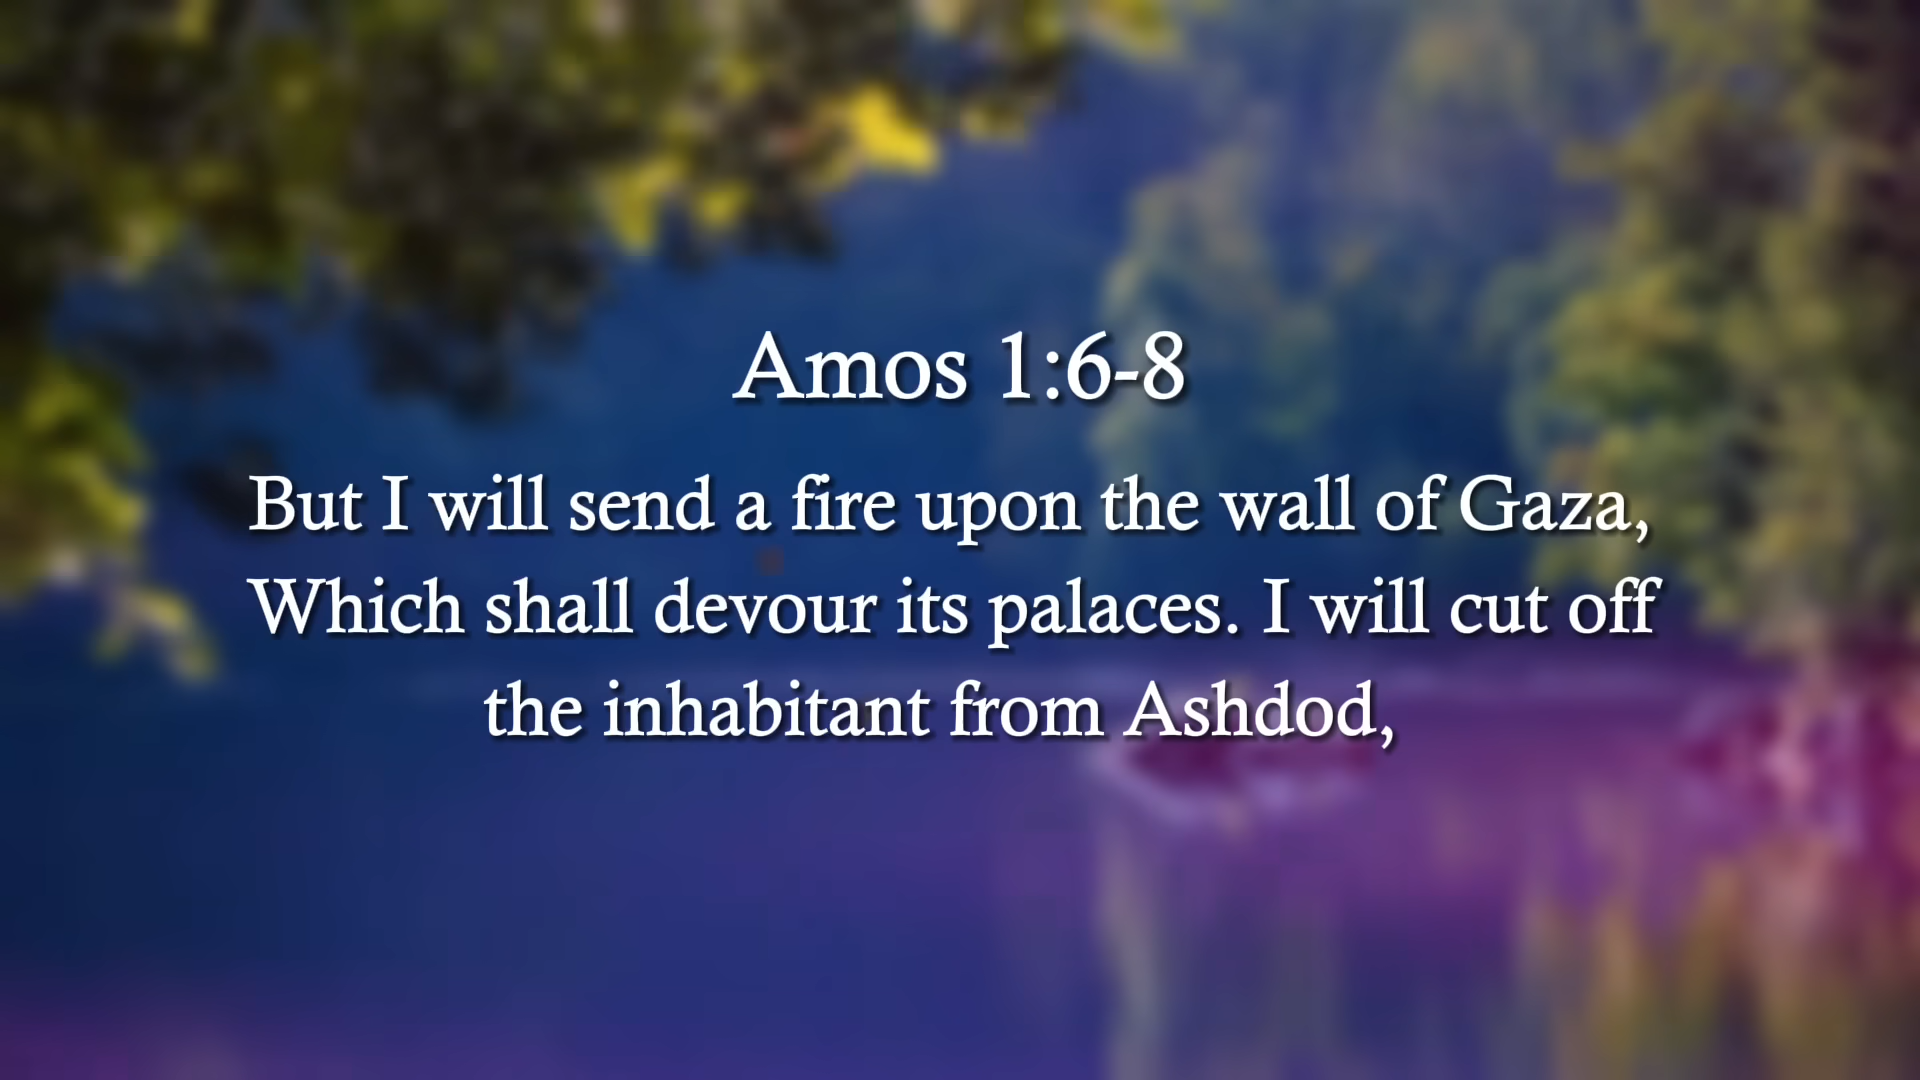 Amos 1:6-8
But I will send a fire upon the wall of Gaza,
Which shall devour its palaces. I will cut off
the inhabitant from Ashdod,